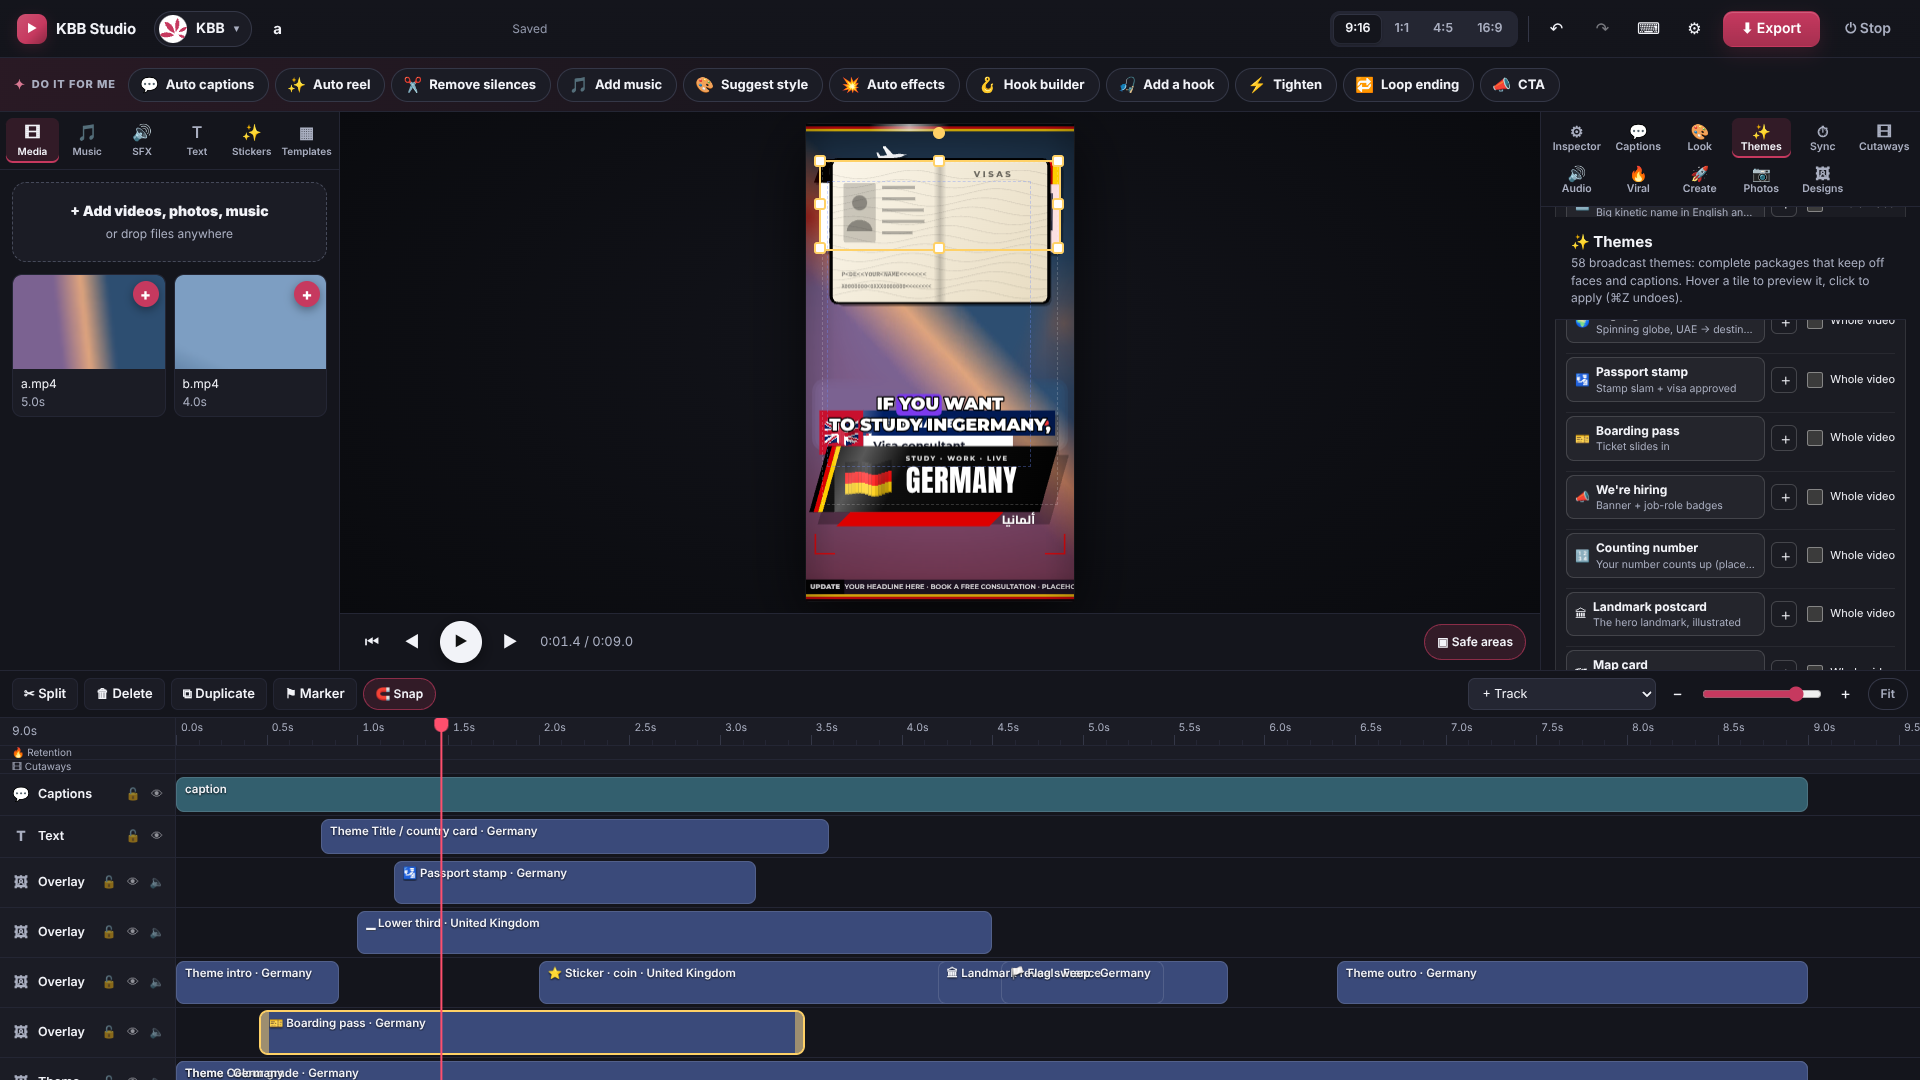 KBB Studio
KBB
a
Saved
9:16
1:1
4:5
16:9
Export
Stop
DO IT FOR ME
Auto captions
Auto reel
Remove silences
Add music
Suggest style
Auto effects
Hook builder
Add a hook
Tighten
Loop ending
CTA
Media
Music
SFX
Text
Stickers
Templates
+ Add videos, photos, music
or drop files anywhere
a.mp4
5.0s
b.mp4
4.0s
VISAS
IF YOU WANT
TO STUDY IN GERMANY,
Visa consultant
STUDY · WORK · LIVE
GERMANY
ألمانيا
UPDATE YOUR HEADLINE HERE · BOOK A FREE CONSULTATION ·
0:01.4 / 0:09.0
Safe areas
Inspector
Captions
Look
Themes
Sync
Cutaways
Audio
Viral
Create
Photos
Designs
Big kinetic name in English an...
Themes
58 broadcast themes: complete packages that keep off
faces and captions. Hover a tile to preview it, click to
apply (⌘Z undoes).
Spinning globe, UAE → destin...
Whole video
Passport stamp
Stamp slam + visa approved
Whole video
Boarding pass
Ticket slides in
Whole video
We're hiring
Banner + job-role badges
Whole video
Counting number
Your number counts up (place...
Whole video
Landmark postcard
The hero landmark, illustrated
Whole video
Map card
Split
Delete
Duplicate
Marker
Snap
+ Track
Fit
9.0s
0.0s
0.5s
1.0s
1.5s
2.0s
2.5s
3.0s
3.5s
4.0s
4.5s
5.0s
5.5s
6.0s
6.5s
7.0s
7.5s
8.0s
8.5s
9.0s
9.5
Retention
Cutaways
Captions
caption
Text
Theme Title / country card · Germany
Overlay
Passport stamp · Germany
Overlay
Lower third · United Kingdom
Overlay
Theme intro · Germany
Sticker · coin · United Kingdom
Theme outro · Germany
Overlay
Boarding pass · Germany